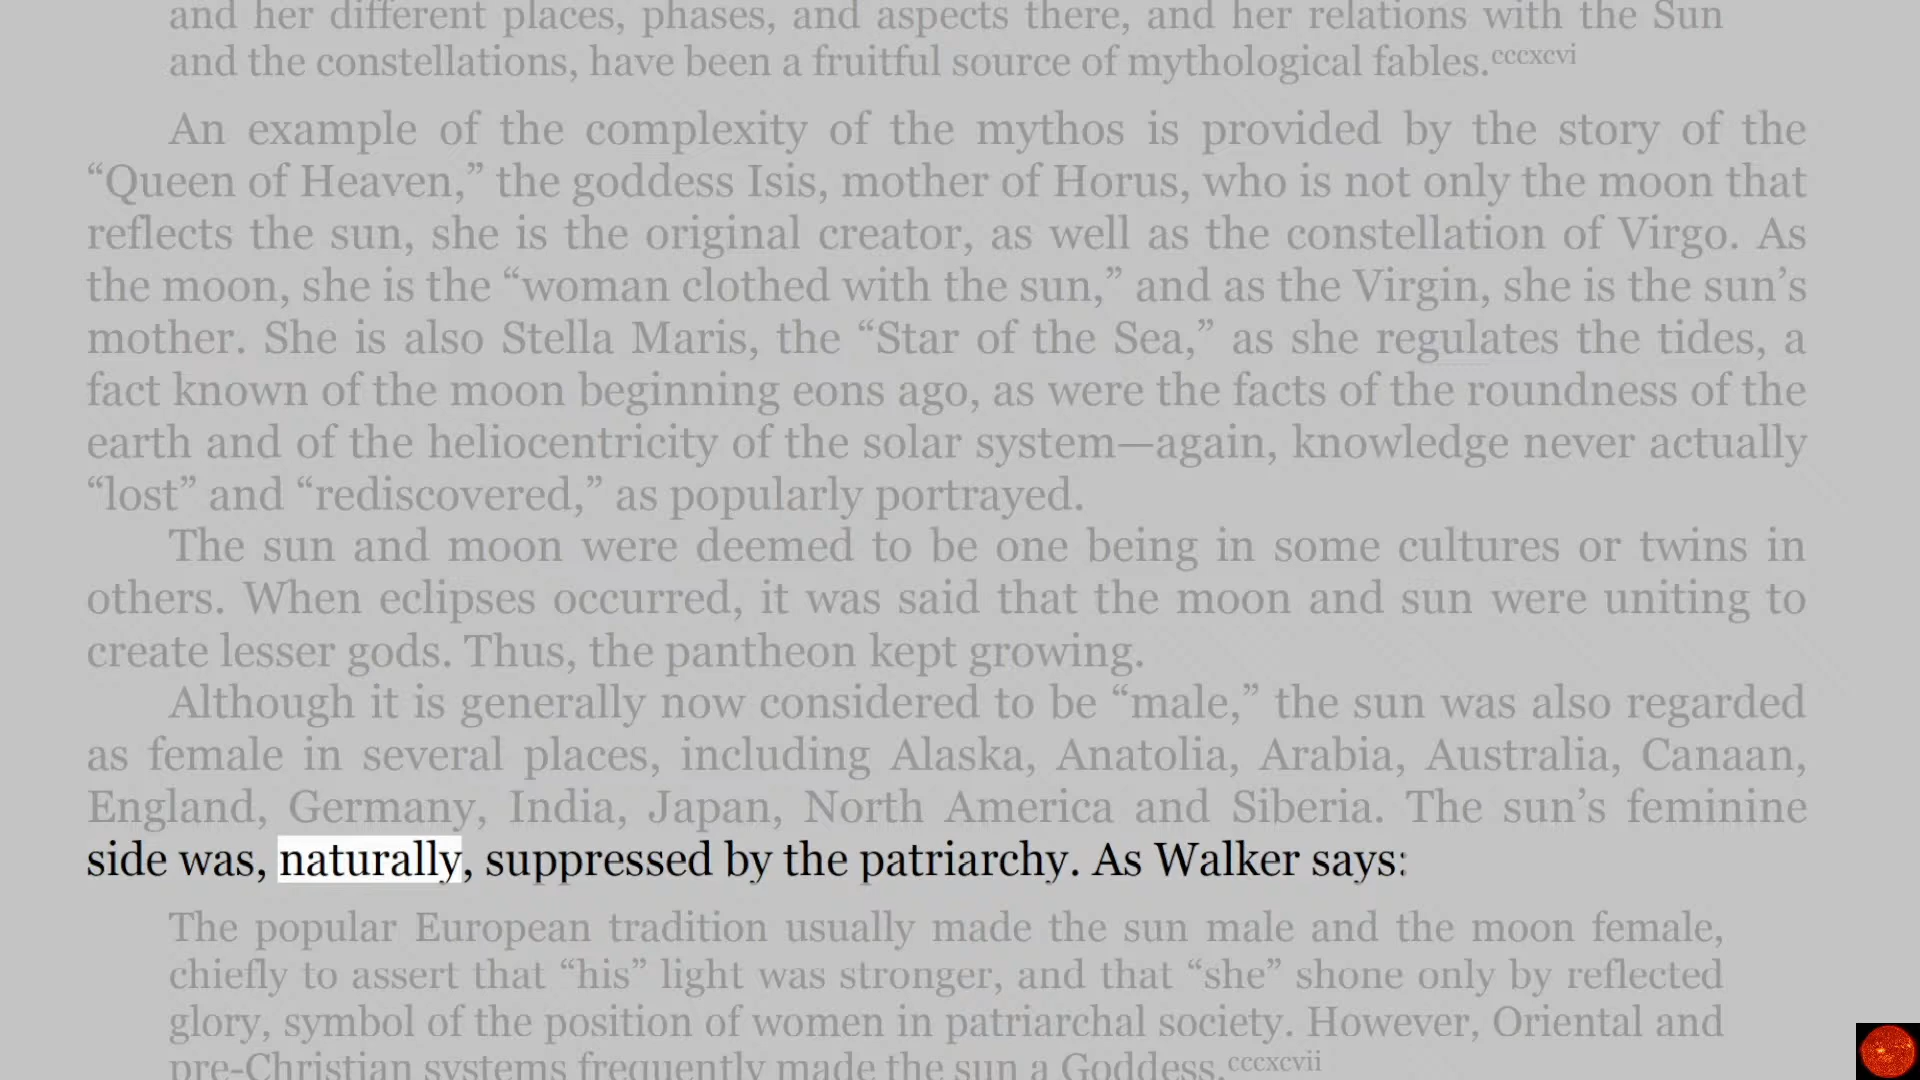 and her different places, phases, and aspects there, and her relations with the Sun
and the constellations, have been a fruitful source of mythological fables.cccxcvi
An example of the complexity of the mythos is provided by the story of the
“Queen of Heaven,” the goddess Isis, mother of Horus, who is not only the moon that
reflects the sun, she is the original creator, as well as the constellation of Virgo. As
the moon, she is the “woman clothed with the sun,” and as the Virgin, she is the sun’s
mother. She is also Stella Maris, the “Star of the Sea,” as she regulates the tides, a
fact known of the moon beginning eons ago, as were the facts of the roundness of the
earth and of the heliocentricity of the solar system—again, knowledge never actually
“lost” and “rediscovered,” as popularly portrayed.
The sun and moon were deemed to be one being in some cultures or twins in
others. When eclipses occurred, it was said that the moon and sun were uniting to
create lesser gods. Thus, the pantheon kept growing.
Although it is generally now considered to be “male,” the sun was also regarded
as female in several places, including Alaska, Anatolia, Arabia, Australia, Canaan,
England, Germany, India, Japan, North America and Siberia. The sun’s feminine
side was, naturally, suppressed by the patriarchy. As Walker says:
The popular European tradition usually made the sun male and the moon female,
chiefly to assert that “his” light was stronger, and that “she” shone only by reflected
glory, symbol of the position of women in patriarchal society. However, Oriental and
pre-Christian systems frequently made the sun a Goddess.cccxcvii